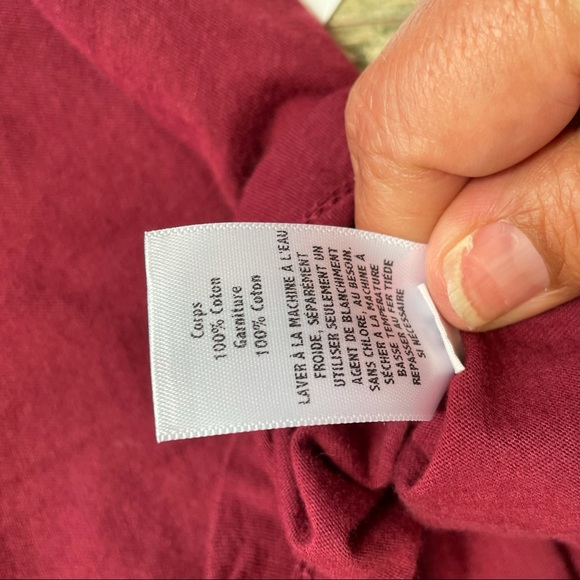 Corps
100% Coton
Garniture
100% Coton
LAVER À LA MACHINE À L'EAU
FROIDE, SÉPARÉMENT
UTILISER SEULEMENT UN
AGENT DE BLANCHIMENT
SANS CHLORE, AU BESOIN.
SÉCHER À LA MACHINE À
BASSE TEMPÉRATURE
REPASSER AU FER TIÈDE
SI NÉCESSAIRE